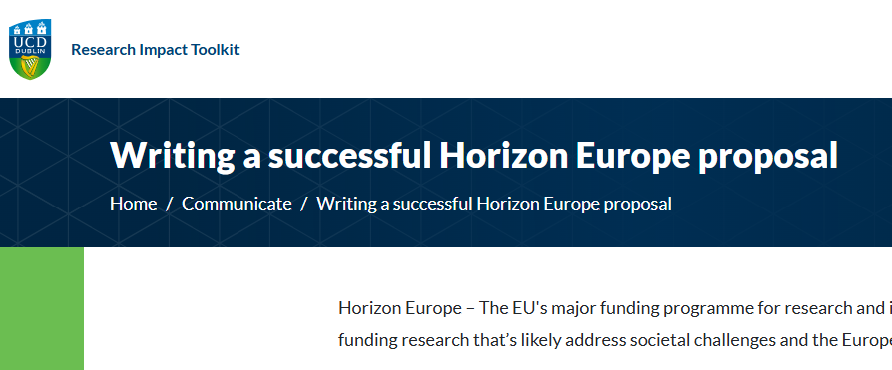 UCD
DUBLIN
Research Impact Toolkit
Writing a successful Horizon Europe proposal
Home / Communicate / Writing a successful Horizon Europe proposal
Horizon Europe – The EU's major funding programme for research and
funding research that’s likely address societal challenges and the